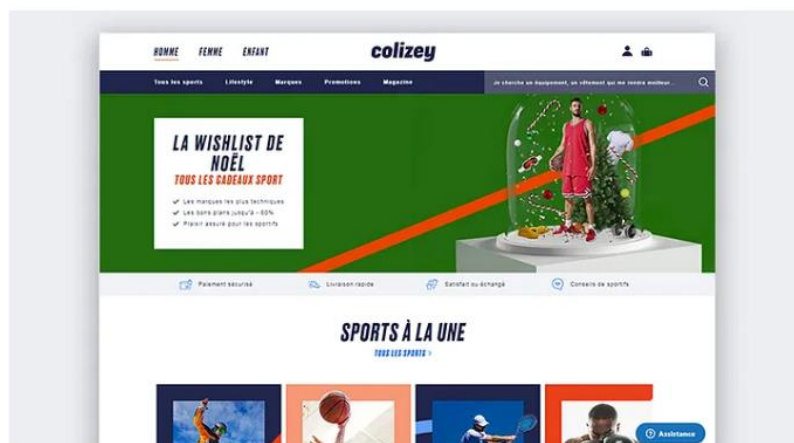 HOMME FEMME ENFANT
colizey
Tous les sports Lifestyle Marques Promotions Magazine
Je cherche un équipement, un vêtement qui me rendra meilleur...
LA WISHLIST DE
NOËL
TOUS LES CADEAUX SPORT
Les marques les plus techniques
Les bons plans jusqu'à - 60%
Plaisir assuré pour les sportifs
Paiement sécurisé
Livraison rapide
Satisfait ou échangé
Conseils de sportifs
SPORTS À LA UNE
TOUS LES SPORTS >
Assistance